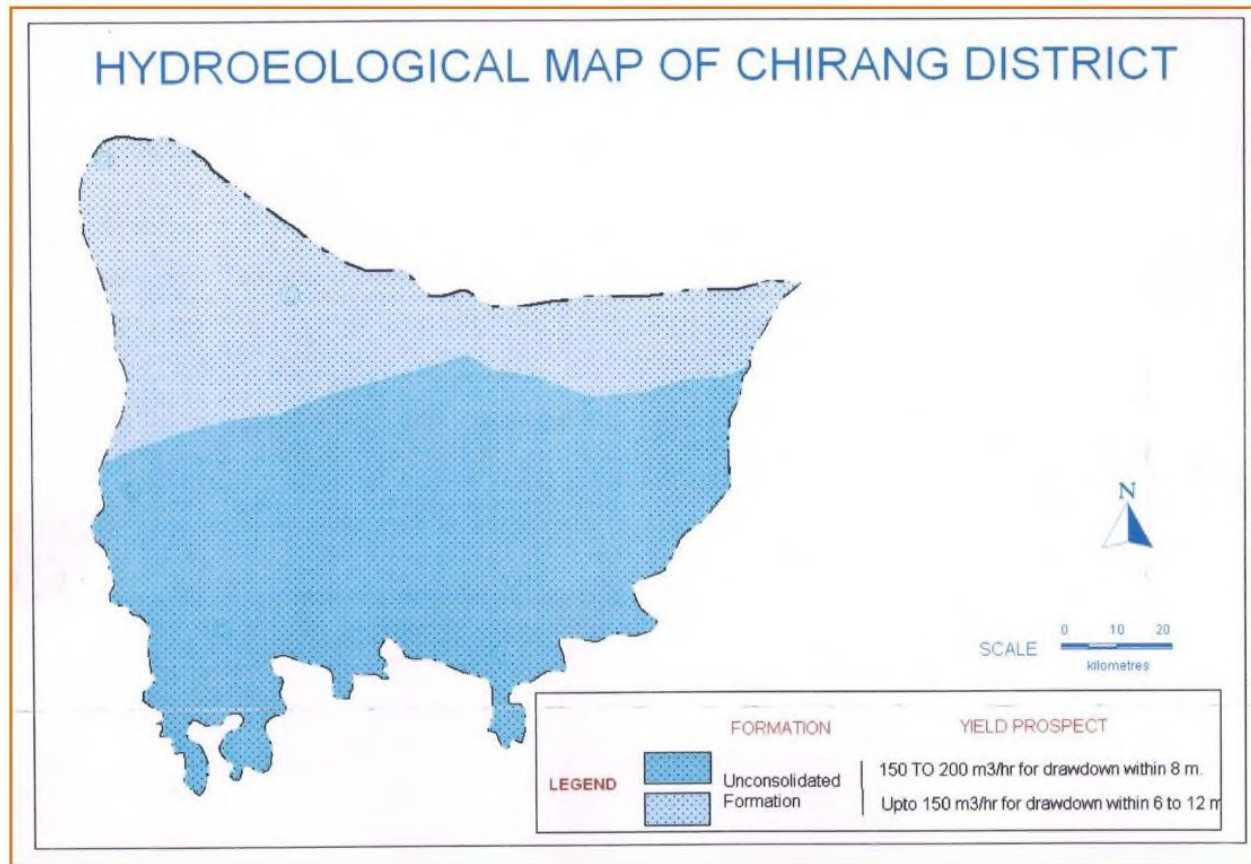 HYDROEOLOGICAL MAP OF CHIRANG DISTRICT
N
SCALE
0 10 20
kilometres
FORMATION YIELD PROSPECT
LEGEND
Unconsolidated
Formation
150 TO 200 m3/hr for drawdown within 8 m.
Upto 150 m3/hr for drawdown within 6 to 12 m